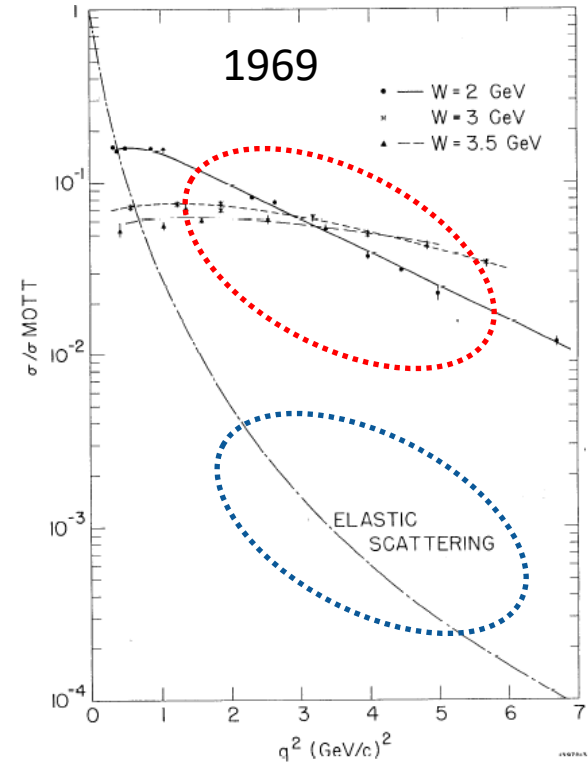 1969
● — W = 2 GeV
× W = 3 GeV
▲ --- W = 3.5 GeV
1
10⁻¹
10⁻²
10⁻³
10⁻⁴
σ/σ MOTT
ELASTIC
SCATTERING
0 1 2 3 4 5 6 7
q² (GeV/c)²